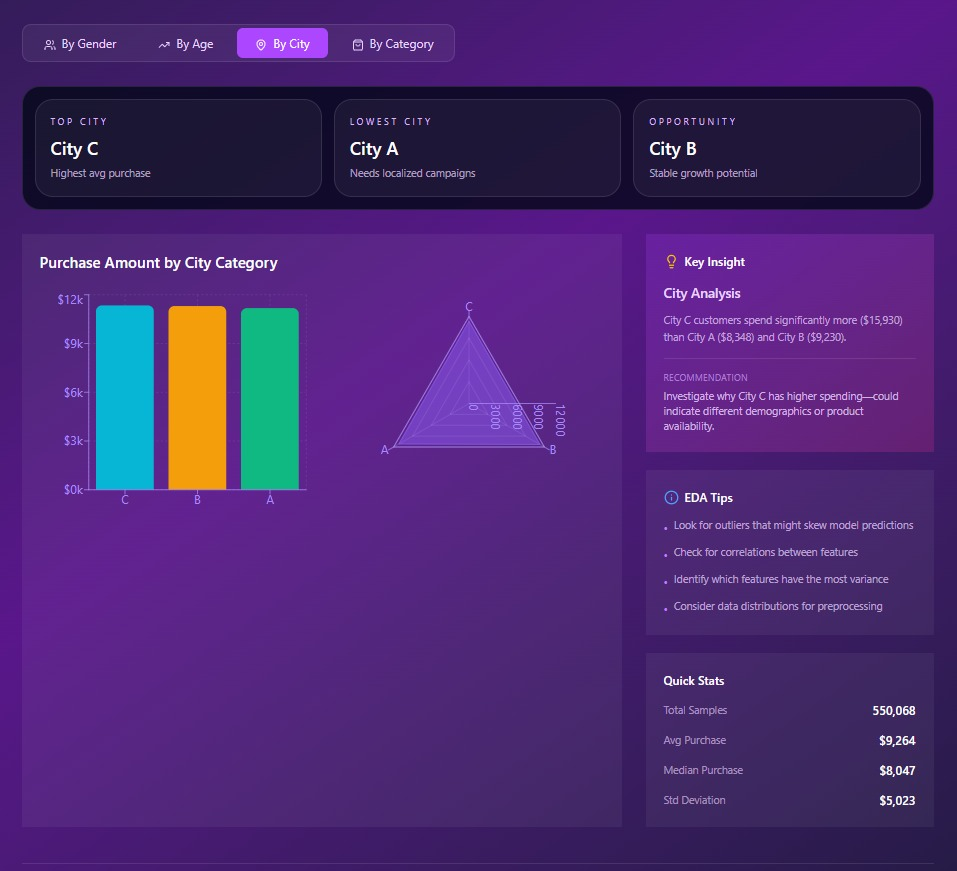 By Gender By Age By City By Category
TOP CITY
City C
Highest avg purchase
LOWEST CITY
City A
Needs localized campaigns
OPPORTUNITY
City B
Stable growth potential
Purchase Amount by City Category
$12k
$9k
$6k
$3k
$0k
C B A
C
A
B
0
3000
6000
9000
12000
Key Insight
City Analysis
City C customers spend significantly more ($15,930)
than City A ($8,348) and City B ($9,230).
RECOMMENDATION
Investigate why City C has higher spending—could
indicate different demographics or product
availability.
EDA Tips
• Look for outliers that might skew model predictions
• Check for correlations between features
• Identify which features have the most variance
• Consider data distributions for preprocessing
Quick Stats
Total Samples 550,068
Avg Purchase $9,264
Median Purchase $8,047
Std Deviation $5,023